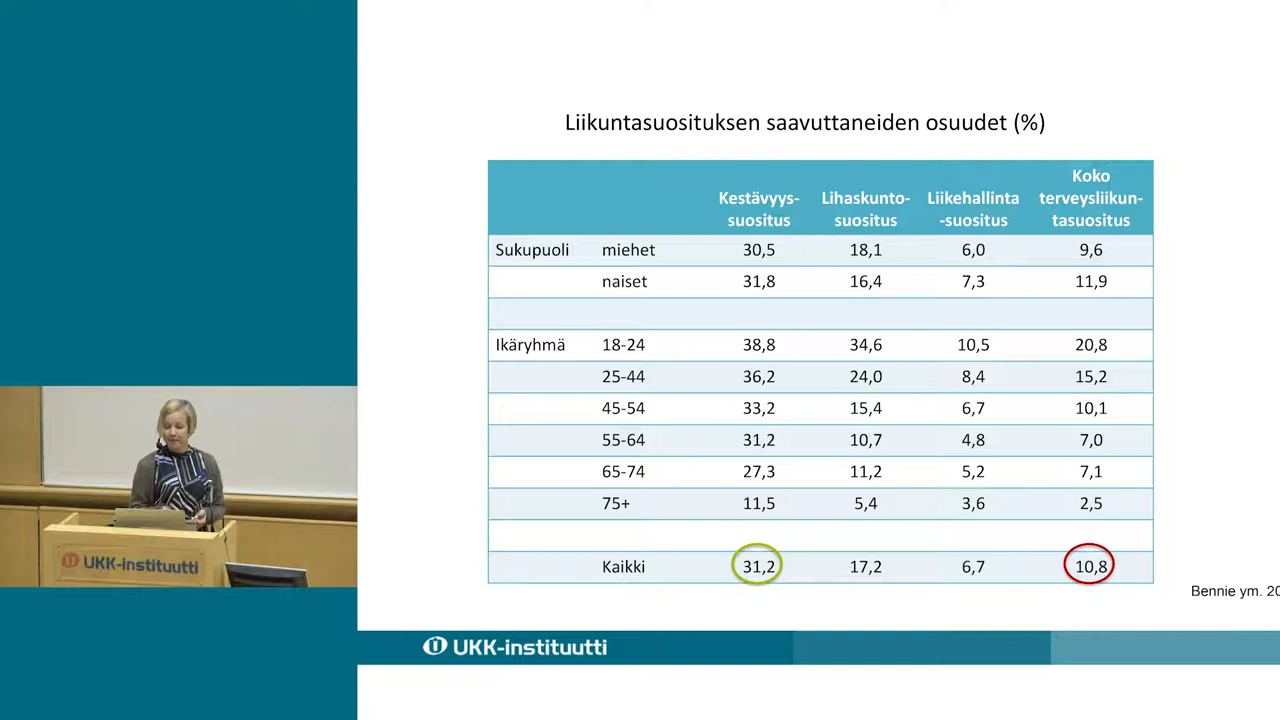 Liikuntasuosituksen saavuttaneiden osuudet (%)
Kestävyys-
suositus
Lihaskunto-
suositus
Liikehallinta
-suositus
Koko
terveysliikun-
tasuositus
Sukupuoli miehet 30,5 18,1 6,0 9,6
naiset 31,8 16,4 7,3 11,9
Ikäryhmä 18-24 38,8 34,6 10,5 20,8
25-44 36,2 24,0 8,4 15,2
45-54 33,2 15,4 6,7 10,1
55-64 31,2 10,7 4,8 7,0
65-74 27,3 11,2 5,2 7,1
75+ 11,5 5,4 3,6 2,5
Kaikki 31,2 17,2 6,7 10,8
Bennie ym. 20
UKK-instituutti
UKK-instituutti